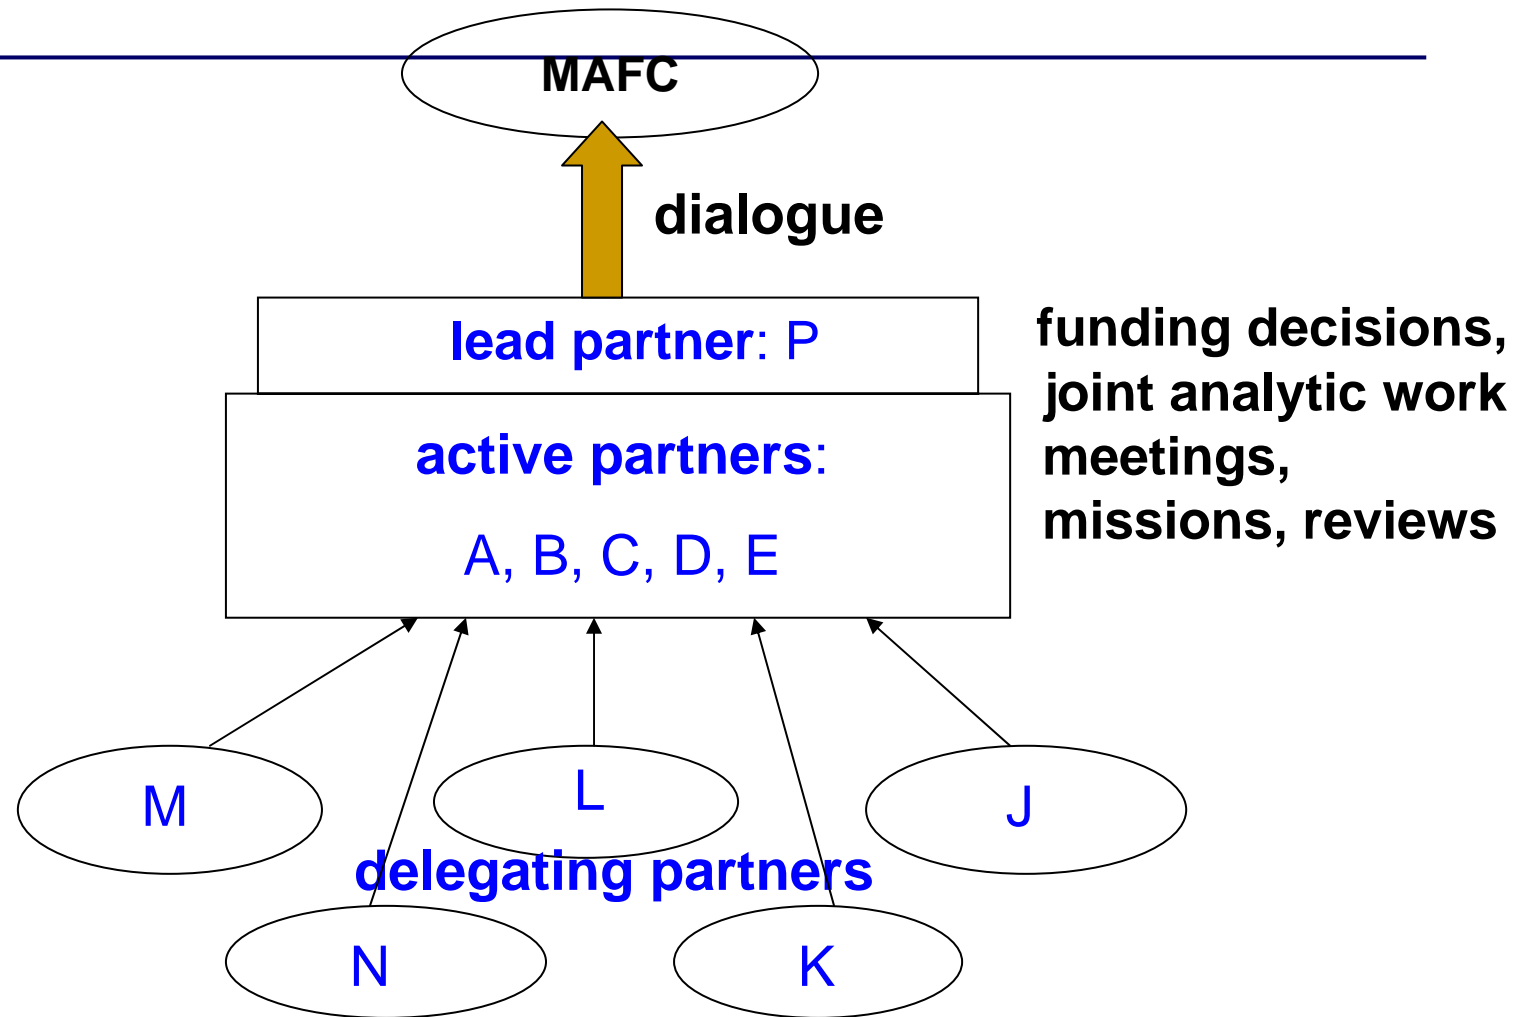 MAFC
dialogue
lead partner: P
funding decisions,
joint analytic work
meetings,
missions, reviews
active partners:
A, B, C, D, E
M
L
J
delegating partners
N
K